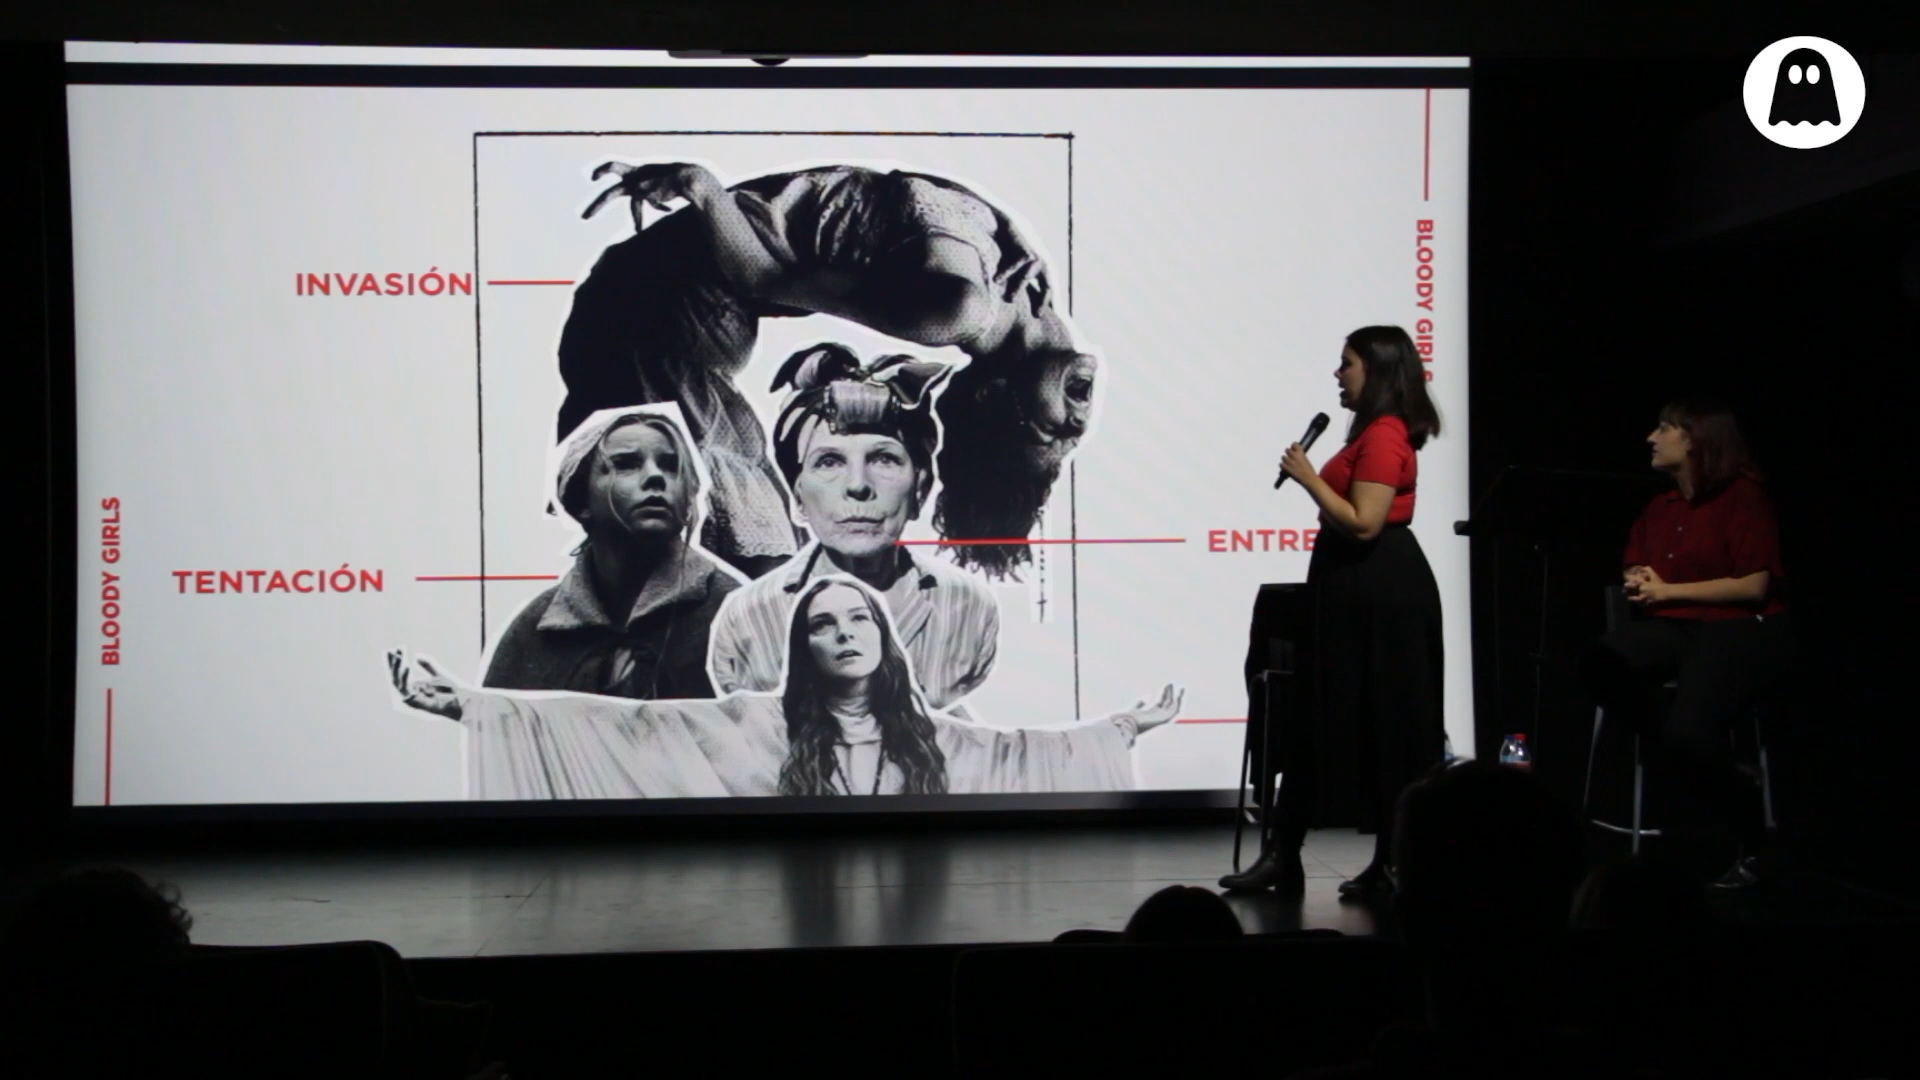 BLOODY GIRLS
INVASIÓN
ENTRE
TENTACIÓN
BLOODY GIRLS